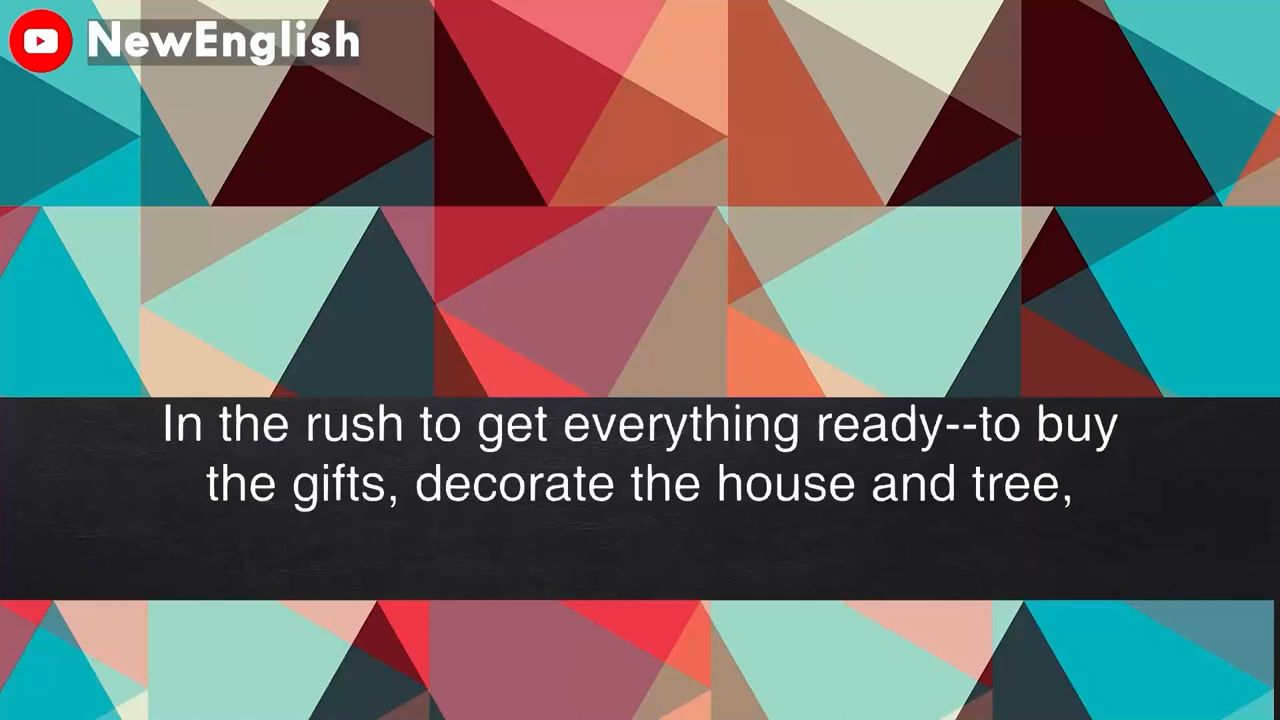 NewEnglish
In the rush to get everything ready--to buy
the gifts, decorate the house and tree,